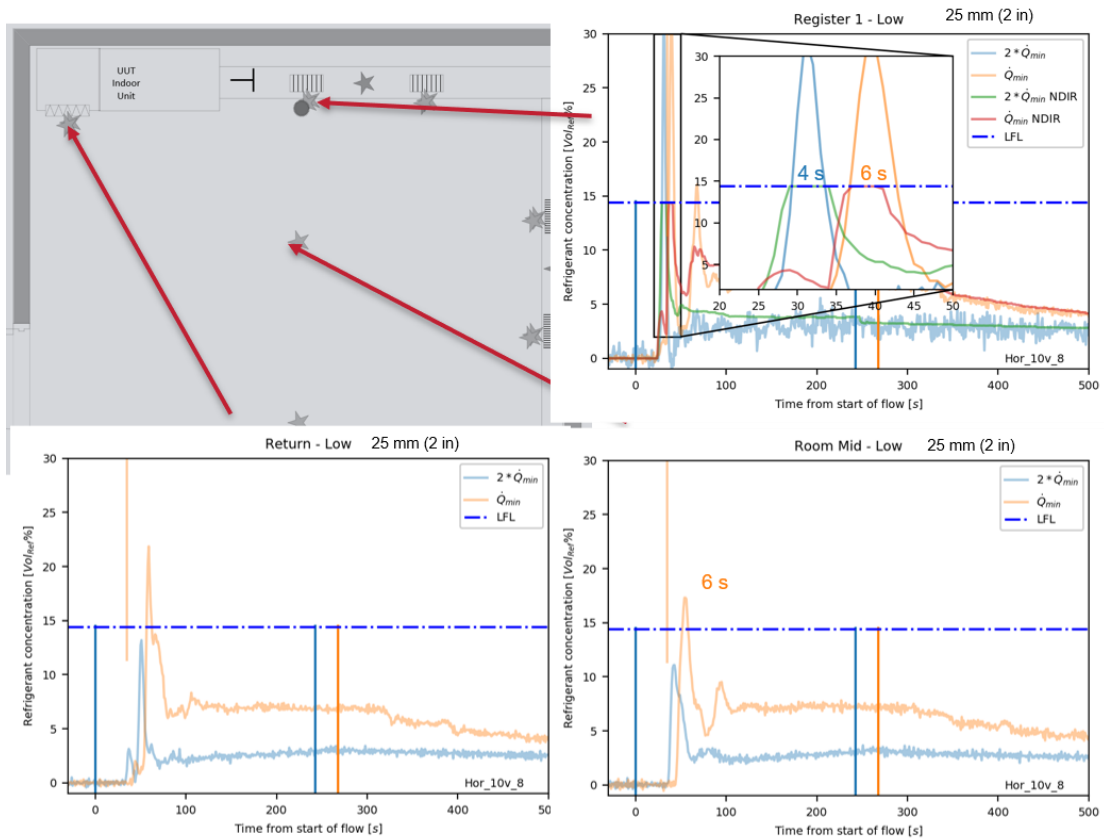 UUT
Indoor
Unit
Register 1 - Low 25 mm (2 in)
Refrigerant concentration [Vol_Ref%]
30
25
20
15
10
5
0
2*Q̇_min
Q̇_min
2*Q̇_min NDIR
Q̇_min NDIR
LFL
30
25
20
15
10
5
4 s 6 s
20 25 30 35 40 45 50
Hor_10v_8
0 100 200 300 400 500
Time from start of flow [s]
Return - Low 25 mm (2 in)
Refrigerant concentration [Vol_Ref%]
30
25
20
15
10
5
0
2*Q̇_min
Q̇_min
LFL
Hor_10v_8
0 100 200 300 400 500
Time from start of flow [s]
Room Mid - Low 25 mm (2 in)
Refrigerant concentration [Vol_Ref%]
30
25
20
15
10
5
0
2*Q̇_min
Q̇_min
LFL
6 s
Hor_10v_8
0 100 200 300 400 500
Time from start of flow [s]